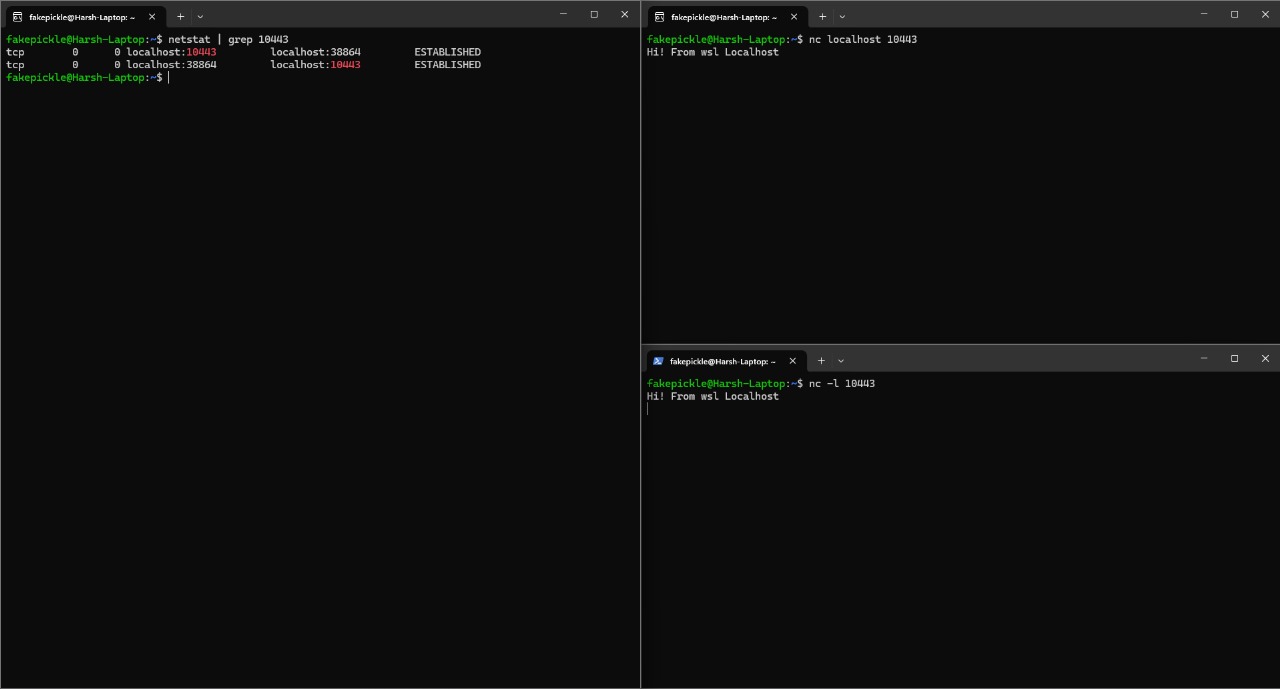 fakepickle@Harsh-Laptop: ~
fakepickle@Harsh-Laptop:~$ netstat | grep 10443
tcp        0      0 localhost:10443         localhost:38864         ESTABLISHED
tcp        0      0 localhost:38864         localhost:10443         ESTABLISHED
fakepickle@Harsh-Laptop:~$
fakepickle@Harsh-Laptop: ~
fakepickle@Harsh-Laptop:~$ nc localhost 10443
Hi! From wsl Localhost
fakepickle@Harsh-Laptop: ~
fakepickle@Harsh-Laptop:~$ nc -l 10443
Hi! From wsl Localhost